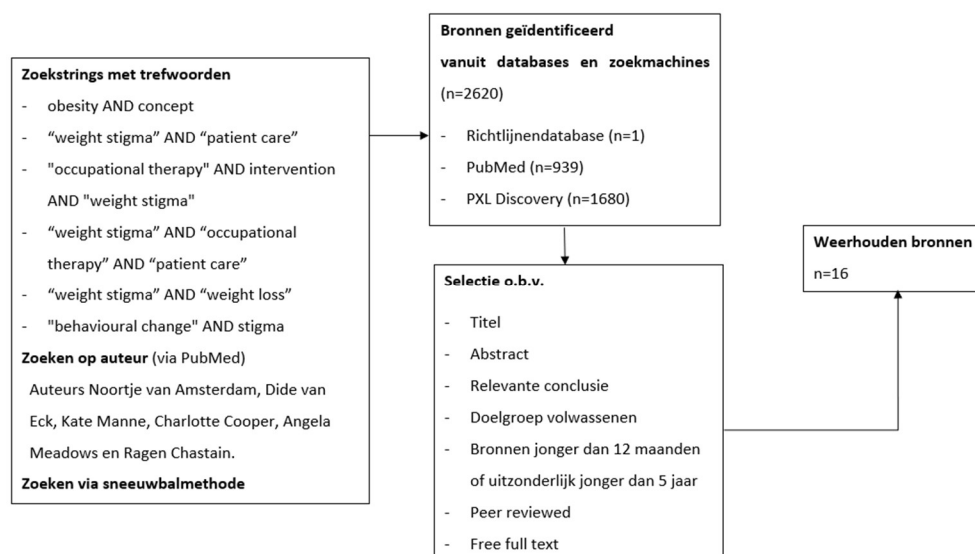 Zoekstrings met trefwoorden
- obesity AND concept
- “weight stigma” AND “patient care”
- "occupational therapy" AND intervention
AND "weight stigma"
- “weight stigma” AND “occupational
therapy” AND “patient care”
- “weight stigma” AND “weight loss”
- "behavioural change" AND stigma
Zoeken op auteur (via PubMed)
Auteurs Noortje van Amsterdam, Dide van
Eck, Kate Manne, Charlotte Cooper, Angela
Meadows en Ragen Chastain.
Zoeken via sneeuwbalmethode
Bronnen geïdentificeerd
vanuit databases en zoekmachines
(n=2620)
- Richtlijnendatabase (n=1)
- PubMed (n=939)
- PXL Discovery (n=1680)
Selectie o.b.v.
- Titel
- Abstract
- Relevante conclusie
- Doelgroep volwassenen
- Bronnen jonger dan 12 maanden
of uitzonderlijk jonger dan 5 jaar
- Peer reviewed
- Free full text
Weerhouden bronnen
n=16